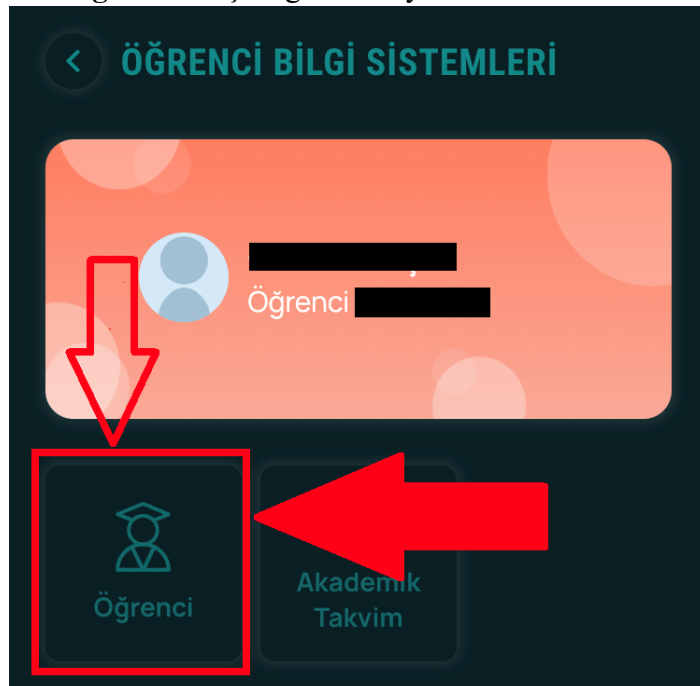 ÖĞRENCİ BİLGİ SİSTEMLERİ
Öğrenci
Öğrenci
Akademik
Takvim